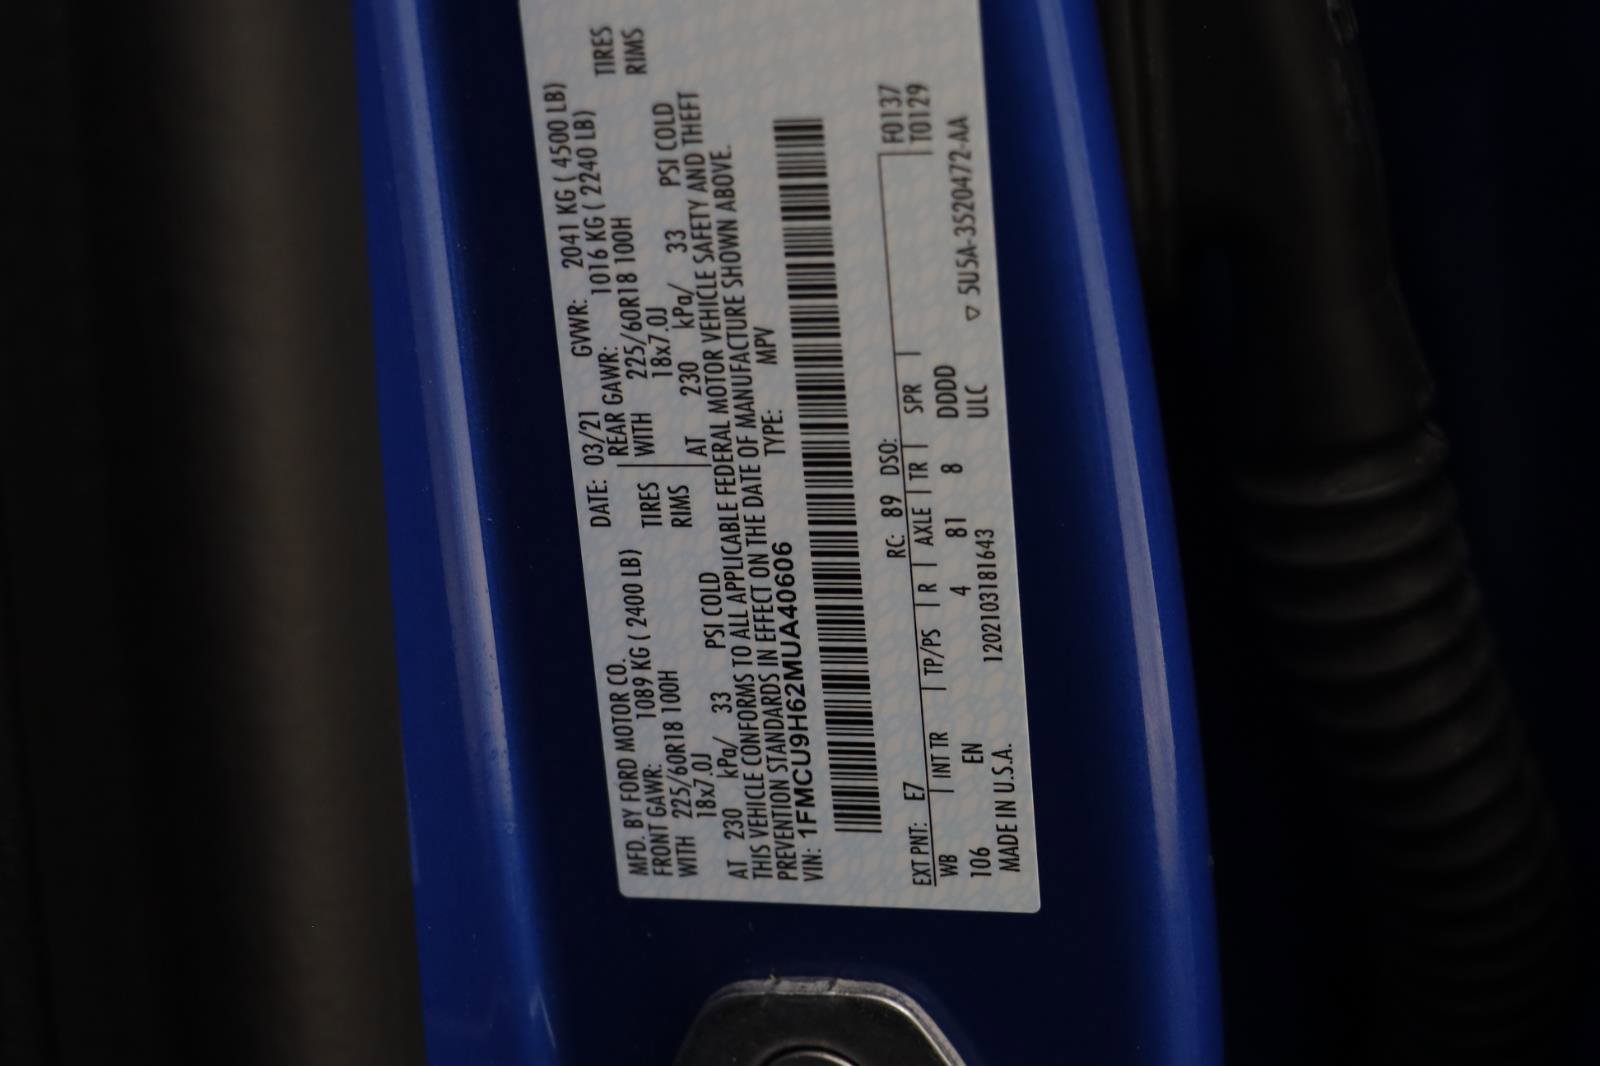 MFD. BY FORD MOTOR CO. DATE: 03/21 GVWR: 2041 KG ( 4500 LB)
FRONT GAWR: 1089 KG ( 2400 LB) REAR GAWR: 1016 KG ( 2240 LB)
WITH 225/60R18 100H TIRES WITH 225/60R18 100H TIRES
18x7.0J RIMS 18x7.0J RIMS
AT 230 kPa/ 33 PSI COLD AT 230 kPa/ 33 PSI COLD
THIS VEHICLE CONFORMS TO ALL APPLICABLE FEDERAL MOTOR VEHICLE SAFETY AND THEFT
PREVENTION STANDARDS IN EFFECT ON THE DATE OF MANUFACTURE SHOWN ABOVE.
VIN: 1FMCU9H62MUA40606 TYPE: MPV
EXT PNT: E7 RC: 89 DSO: F0137
WB INT TR TP/PS R AXLE TR SPR T0129
106 EN 4 81 8 DDDD
MADE IN U.S.A. 1202103181643 ULC ▽ 5U5A-3520472-AA